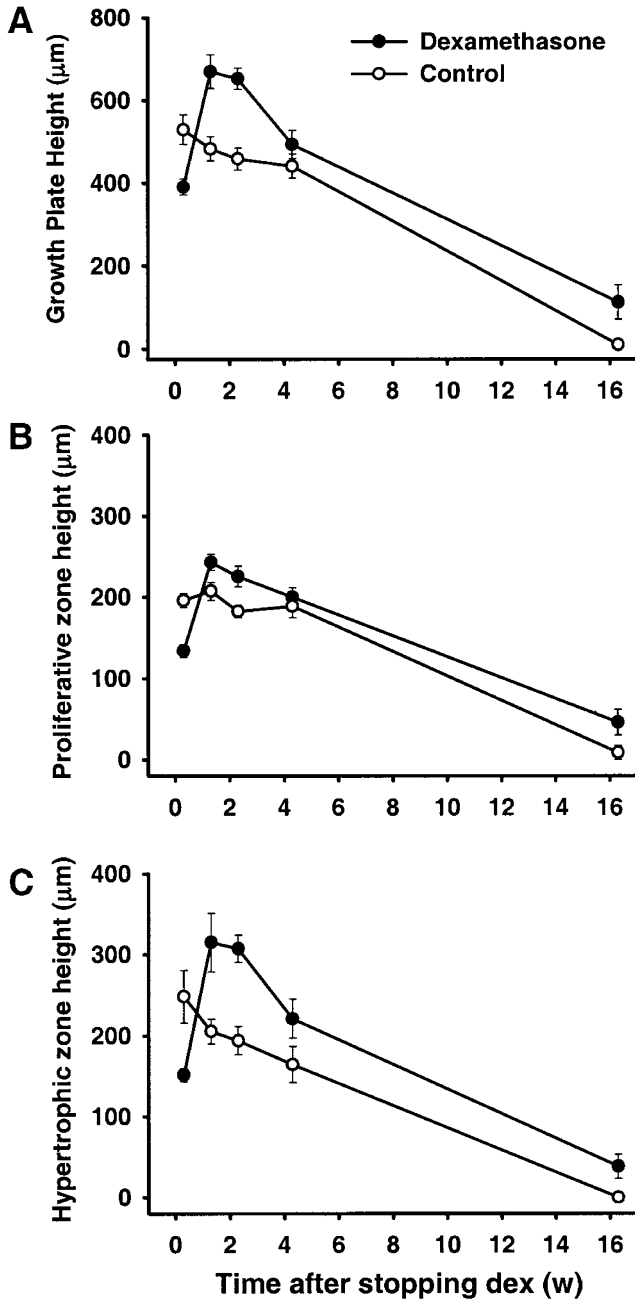 A
Growth Plate Height (μm)
800
600
400
200
0
Dexamethasone
Control
0 2 4 6 8 10 12 14 16
B
Proliferative zone height (μm)
400
300
200
100
0
0 2 4 6 8 10 12 14 16
C
Hypertrophic zone height (μm)
400
300
200
100
0
0 2 4 6 8 10 12 14 16
Time after stopping dex (w)